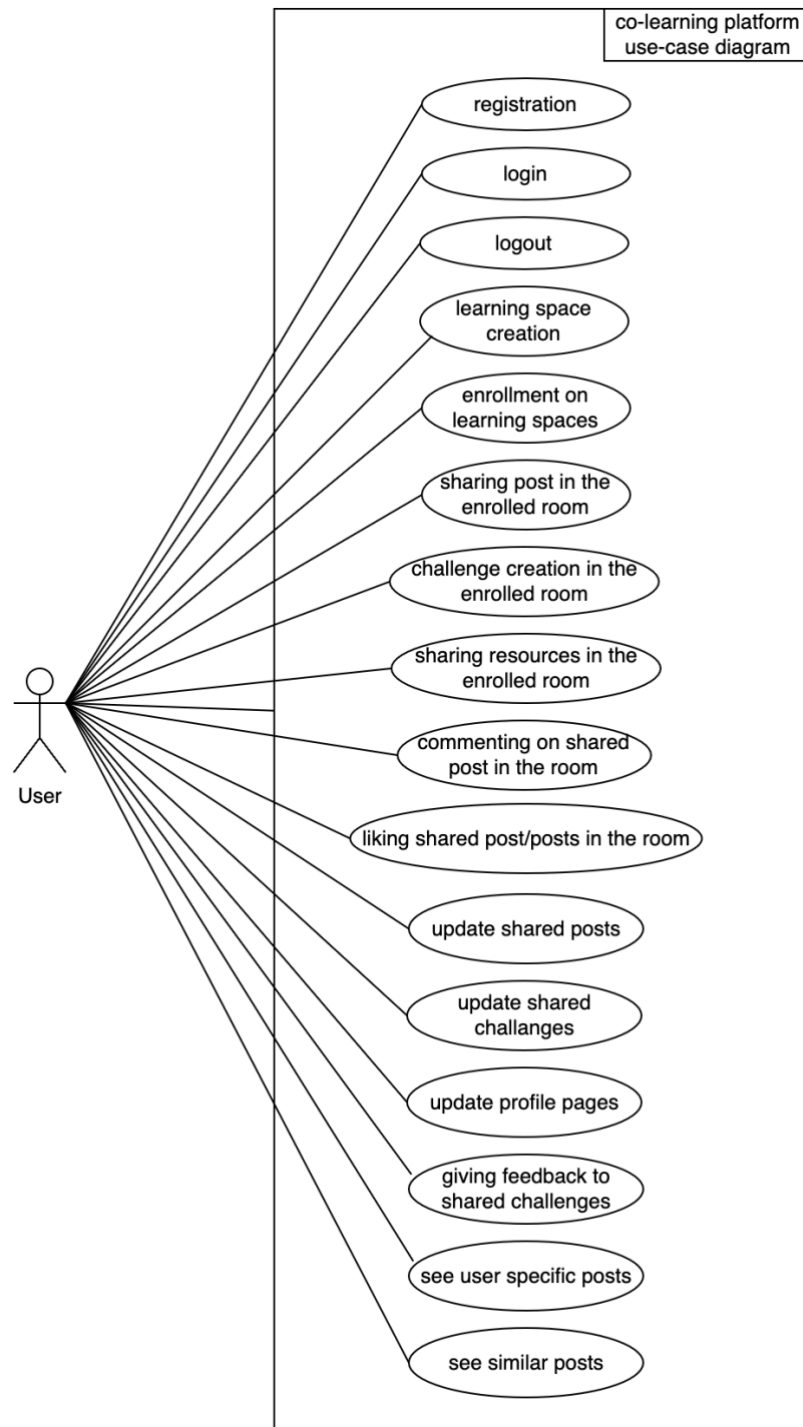 co-learning platform
use-case diagram
registration
login
logout
learning space
creation
enrollment on
learning spaces
sharing post in the
enrolled room
challenge creation in the
enrolled room
sharing resources in the
enrolled room
commenting on shared
post in the room
liking shared post/posts in the room
update shared posts
update shared
challanges
update profile pages
giving feedback to
shared challenges
see user specific posts
see similar posts
User